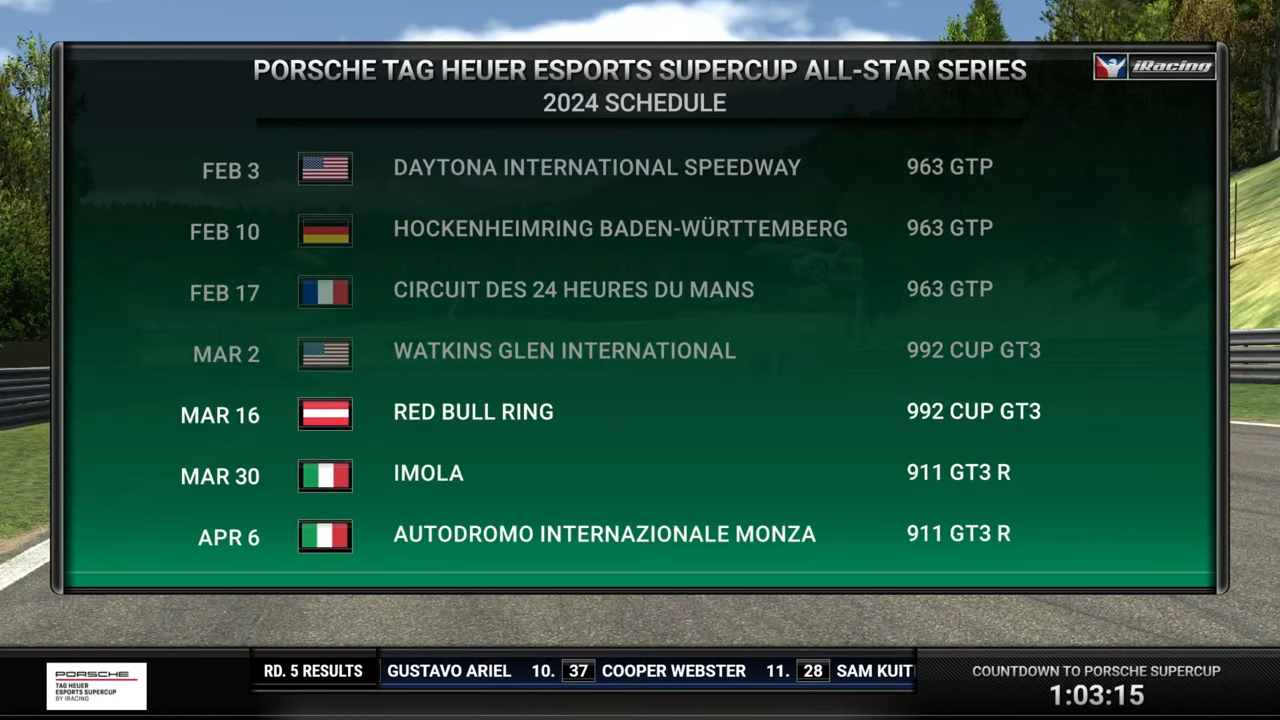 PORSCHE TAG HEUER ESPORTS SUPERCUP ALL-STAR SERIES
iRacing
2024 SCHEDULE
FEB 3 DAYTONA INTERNATIONAL SPEEDWAY 963 GTP
FEB 10 HOCKENHEIMRING BADEN-WÜRTTEMBERG 963 GTP
FEB 17 CIRCUIT DES 24 HEURES DU MANS 963 GTP
MAR 2 WATKINS GLEN INTERNATIONAL 992 CUP GT3
MAR 16 RED BULL RING 992 CUP GT3
MAR 30 IMOLA 911 GT3 R
APR 6 AUTODROMO INTERNAZIONALE MONZA 911 GT3 R
PORSCHE
TAG HEUER
ESPORTS SUPERCUP
BY IRACING
RD. 5 RESULTS GUSTAVO ARIEL 10. 37 COOPER WEBSTER 11. 28 SAM KUIT
COUNTDOWN TO PORSCHE SUPERCUP
1:03:15